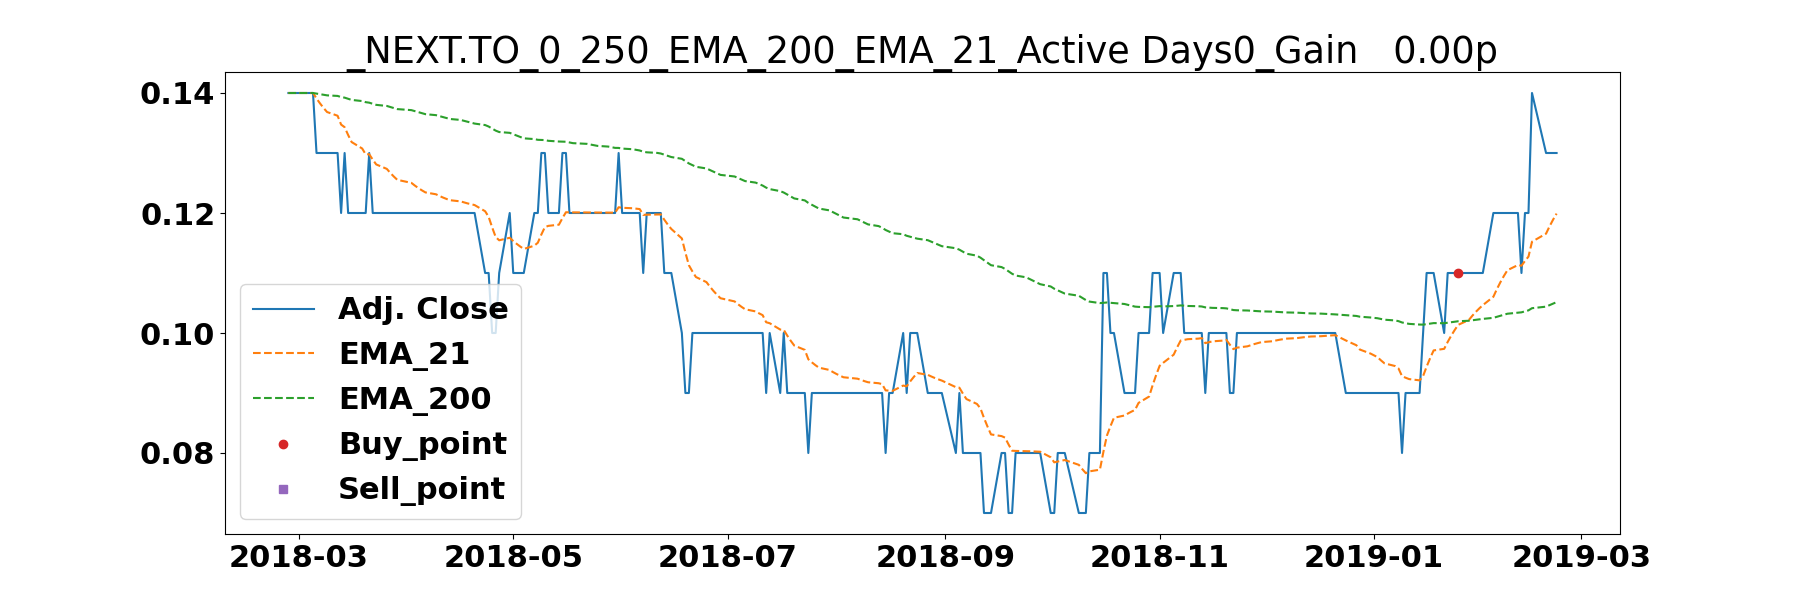 _NEXT.TO_0_250_EMA_200_EMA_21_Active Days0_Gain   0.00p
0.14
0.12
0.10
0.08
Adj. Close
EMA_21
EMA_200
Buy_point
Sell_point
2018-03 2018-05 2018-07 2018-09 2018-11 2019-01 2019-03